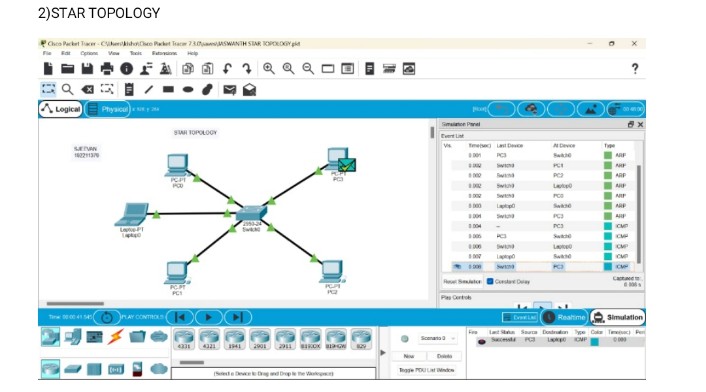 2)STAR TOPOLOGY
Cisco Packet Tracer - C:\Users\kisho\Cisco Packet Tracer 7.3.0\saves\JASWANTH STAR TOPOLOGY.pkt
File Edit Options View Tools Extensions Help
Logical Physical
Simulation Panel
Event List
Vis. Time(sec) Last Device At Device Type
0.001 PC3 Switch0 ARP
0.002 Switch0 PC1 ARP
0.002 Switch0 PC2 ARP
0.002 Switch0 Laptop0 ARP
0.002 Switch0 PC0 ARP
0.003 Laptop0 Switch0 ARP
0.004 Switch0 PC3 ARP
0.004 -- PC3 ICMP
0.005 PC3 Switch0 ICMP
0.006 Switch0 Laptop0 ICMP
0.007 Laptop0 Switch0 ICMP
0.008 Switch0 PC3 ICMP
Reset Simulation Constant Delay
Captured to:
0.008 s
Play Controls
STAR TOPOLOGY
SJEEVAN
PC-PT
PC0
PC-PT
PC3
Laptop-PT
Laptop0
2950-24
Switch0
PC-PT
PC1
PC-PT
PC2
PLAY CONTROLS:
Event List Realtime Simulation
4331 4321 1941 2901 2911 819IOX 819HGW 829
(Select a Device to Drag and Drop to the Workspace)
Scenario 0
New Delete
Toggle PDU List Window
Fire Last Status Source Destination Type Color Time(sec)
Successful PC3 Laptop0 ICMP 0.000